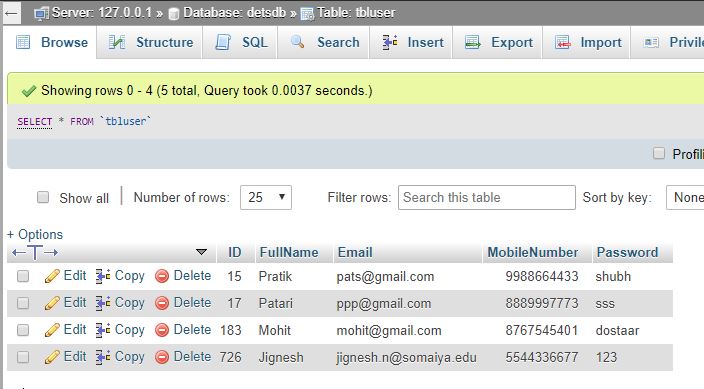 Server: 127.0.0.1 » Database: detsdb » Table: tbluser
Browse Structure SQL Search Insert Export Import Privile
Showing rows 0 - 4 (5 total, Query took 0.0037 seconds.)
SELECT * FROM `tbluser`
Profili
Show all Number of rows: 25 Filter rows: Search this table Sort by key: None
+ Options
←T→ ID FullName Email MobileNumber Password
Edit Copy Delete 15 Pratik pats@gmail.com 9988664433 shubh
Edit Copy Delete 17 Patari ppp@gmail.com 8889997773 sss
Edit Copy Delete 183 Mohit mohit@gmail.com 8767545401 dostaar
Edit Copy Delete 726 Jignesh jignesh.n@somaiya.edu 5544336677 123